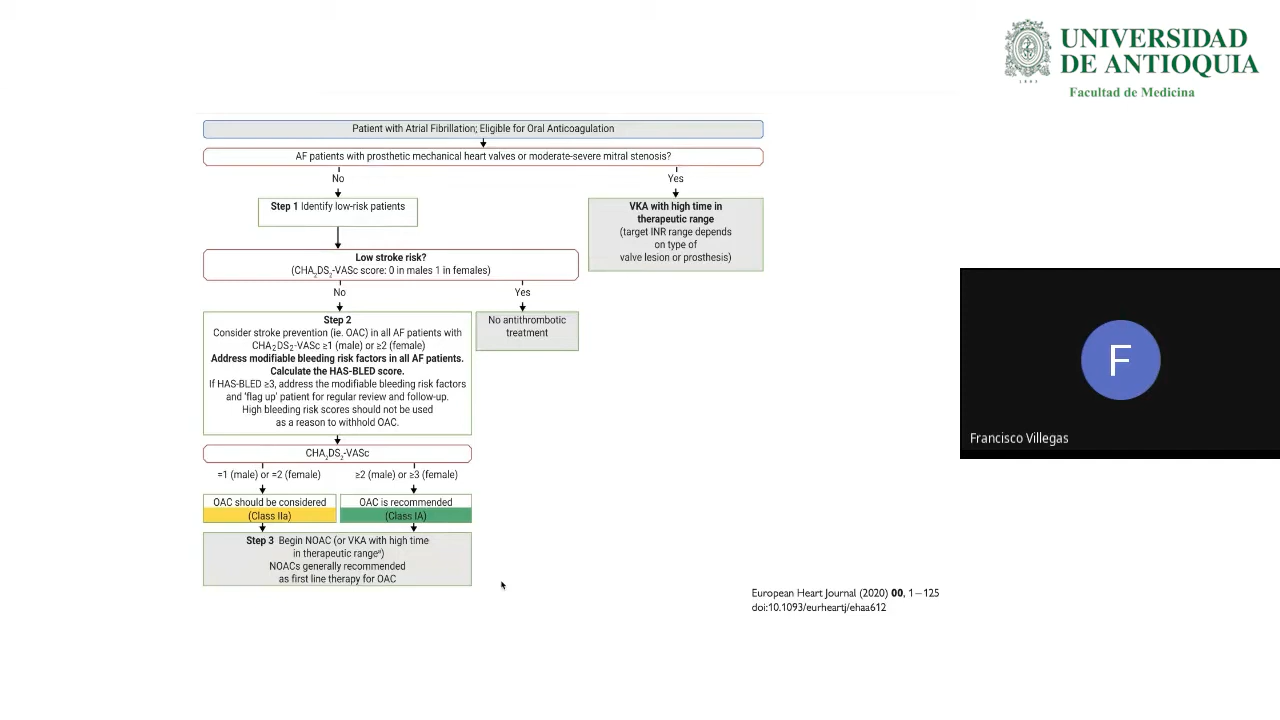 UNIVERSIDAD
DE ANTIOQUIA
1803
Facultad de Medicina
Patient with Atrial Fibrillation; Eligible for Oral Anticoagulation
AF patients with prosthetic mechanical heart valves or moderate-severe mitral stenosis?
No
Yes
Step 1 Identify low-risk patients
VKA with high time in
therapeutic range
(target INR range depends
on type of
valve lesion or prosthesis)
Low stroke risk?
(CHA2DS2-VASc score: 0 in males 1 in females)
No
Yes
Step 2
Consider stroke prevention (ie. OAC) in all AF patients with
CHA2DS2-VASc ≥1 (male) or ≥2 (female)
Address modifiable bleeding risk factors in all AF patients.
Calculate the HAS-BLED score.
If HAS-BLED ≥3, address the modifiable bleeding risk factors
and 'flag up' patient for regular review and follow-up.
High bleeding risk scores should not be used
as a reason to withhold OAC.
No antithrombotic
treatment
CHA2DS2-VASc
=1 (male) or =2 (female)
≥2 (male) or ≥3 (female)
OAC should be considered
(Class IIa)
OAC is recommended
(Class IA)
Step 3 Begin NOAC (or VKA with high time
in therapeutic rangeª)
NOACs generally recommended
as first line therapy for OAC
European Heart Journal (2020) 00, 1–125
doi:10.1093/eurheartj/ehaa612
F
Francisco Villegas